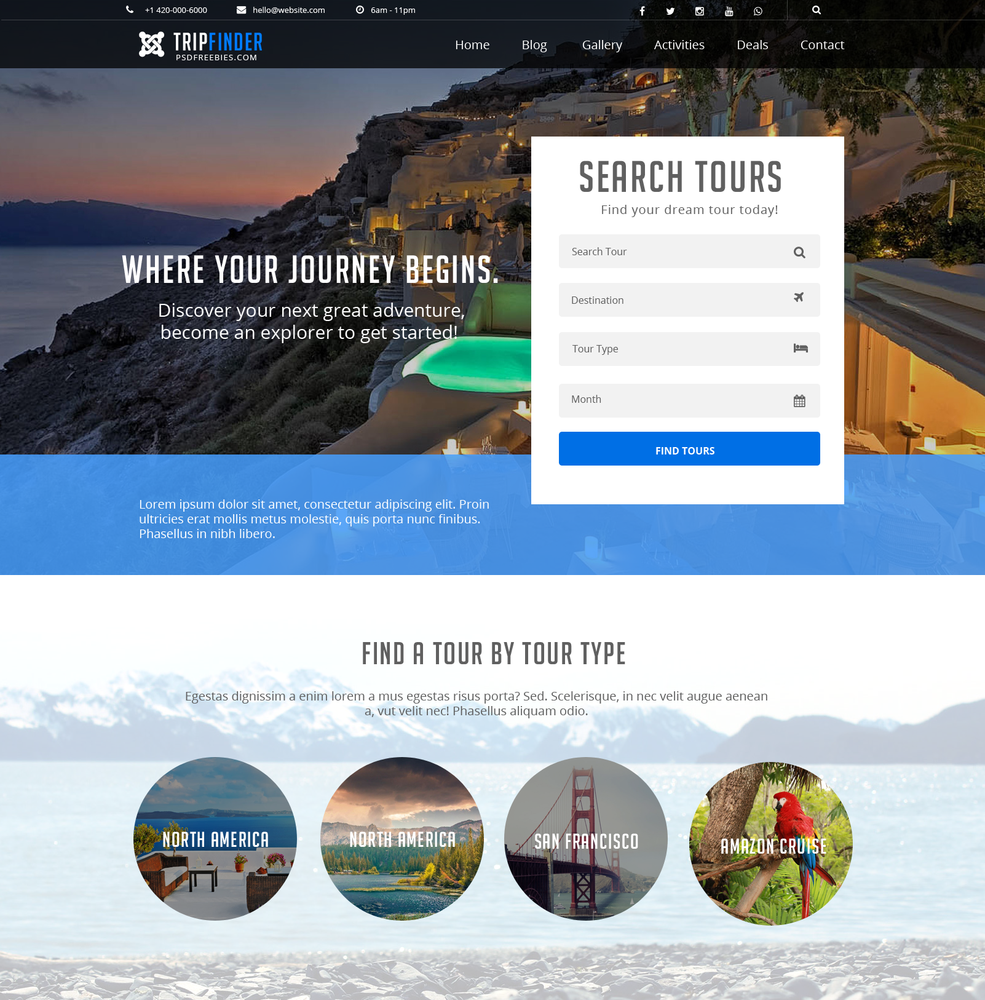 +1 420-000-6000 hello@website.com 6am - 11pm
TRIPFINDER
PSDFREEBIES.COM
Home Blog Gallery Activities Deals Contact
SEARCH TOURS
Find your dream tour today!
Search Tour
Destination
Tour Type
Month
FIND TOURS
WHERE YOUR JOURNEY BEGINS.
Discover your next great adventure,
become an explorer to get started!
Lorem ipsum dolor sit amet, consectetur adipiscing elit. Proin
ultricies erat mollis metus molestie, quis porta nunc finibus.
Phasellus in nibh libero.
FIND A TOUR BY TOUR TYPE
Egestas dignissim a enim lorem a mus egestas risus porta? Sed. Scelerisque, in nec velit augue aenean
a, vut velit nec! Phasellus aliquam odio.
NORTH AMERICA
NORTH AMERICA
SAN FRANCISCO
AMAZON CRUISE